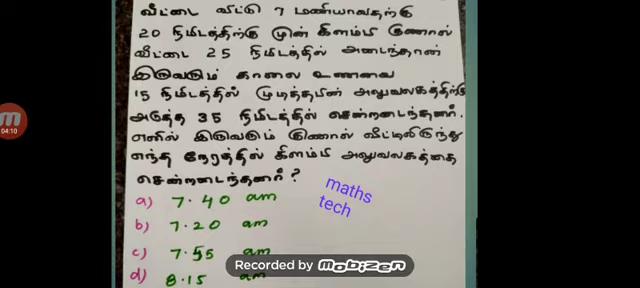 வீட்டை விட்டு 7 மணியாவதற்கு
20 நிமிடத்திற்கு முன் கிளம்பி குணால்
வீட்டை 25 நிமிடத்தில் அடைந்தான்
இருவரும் காலை உணவை
15 நிமிடத்தில் முடித்தபின் அலுவலகத்திற்கு
அடுத்த 35 நிமிடத்தில் சென்றடைந்தனர்.
எனில் இருவரும் குணால் வீட்டிலிருந்து
எந்த நேரத்தில் கிளம்பி அலுவலகத்தை
சென்றடைந்தனர்?
a) 7.40 am
b) 7.20 am
c) 7.55 am
d) 8.15 am
maths
tech
04:10
Recorded by MOBIZEN